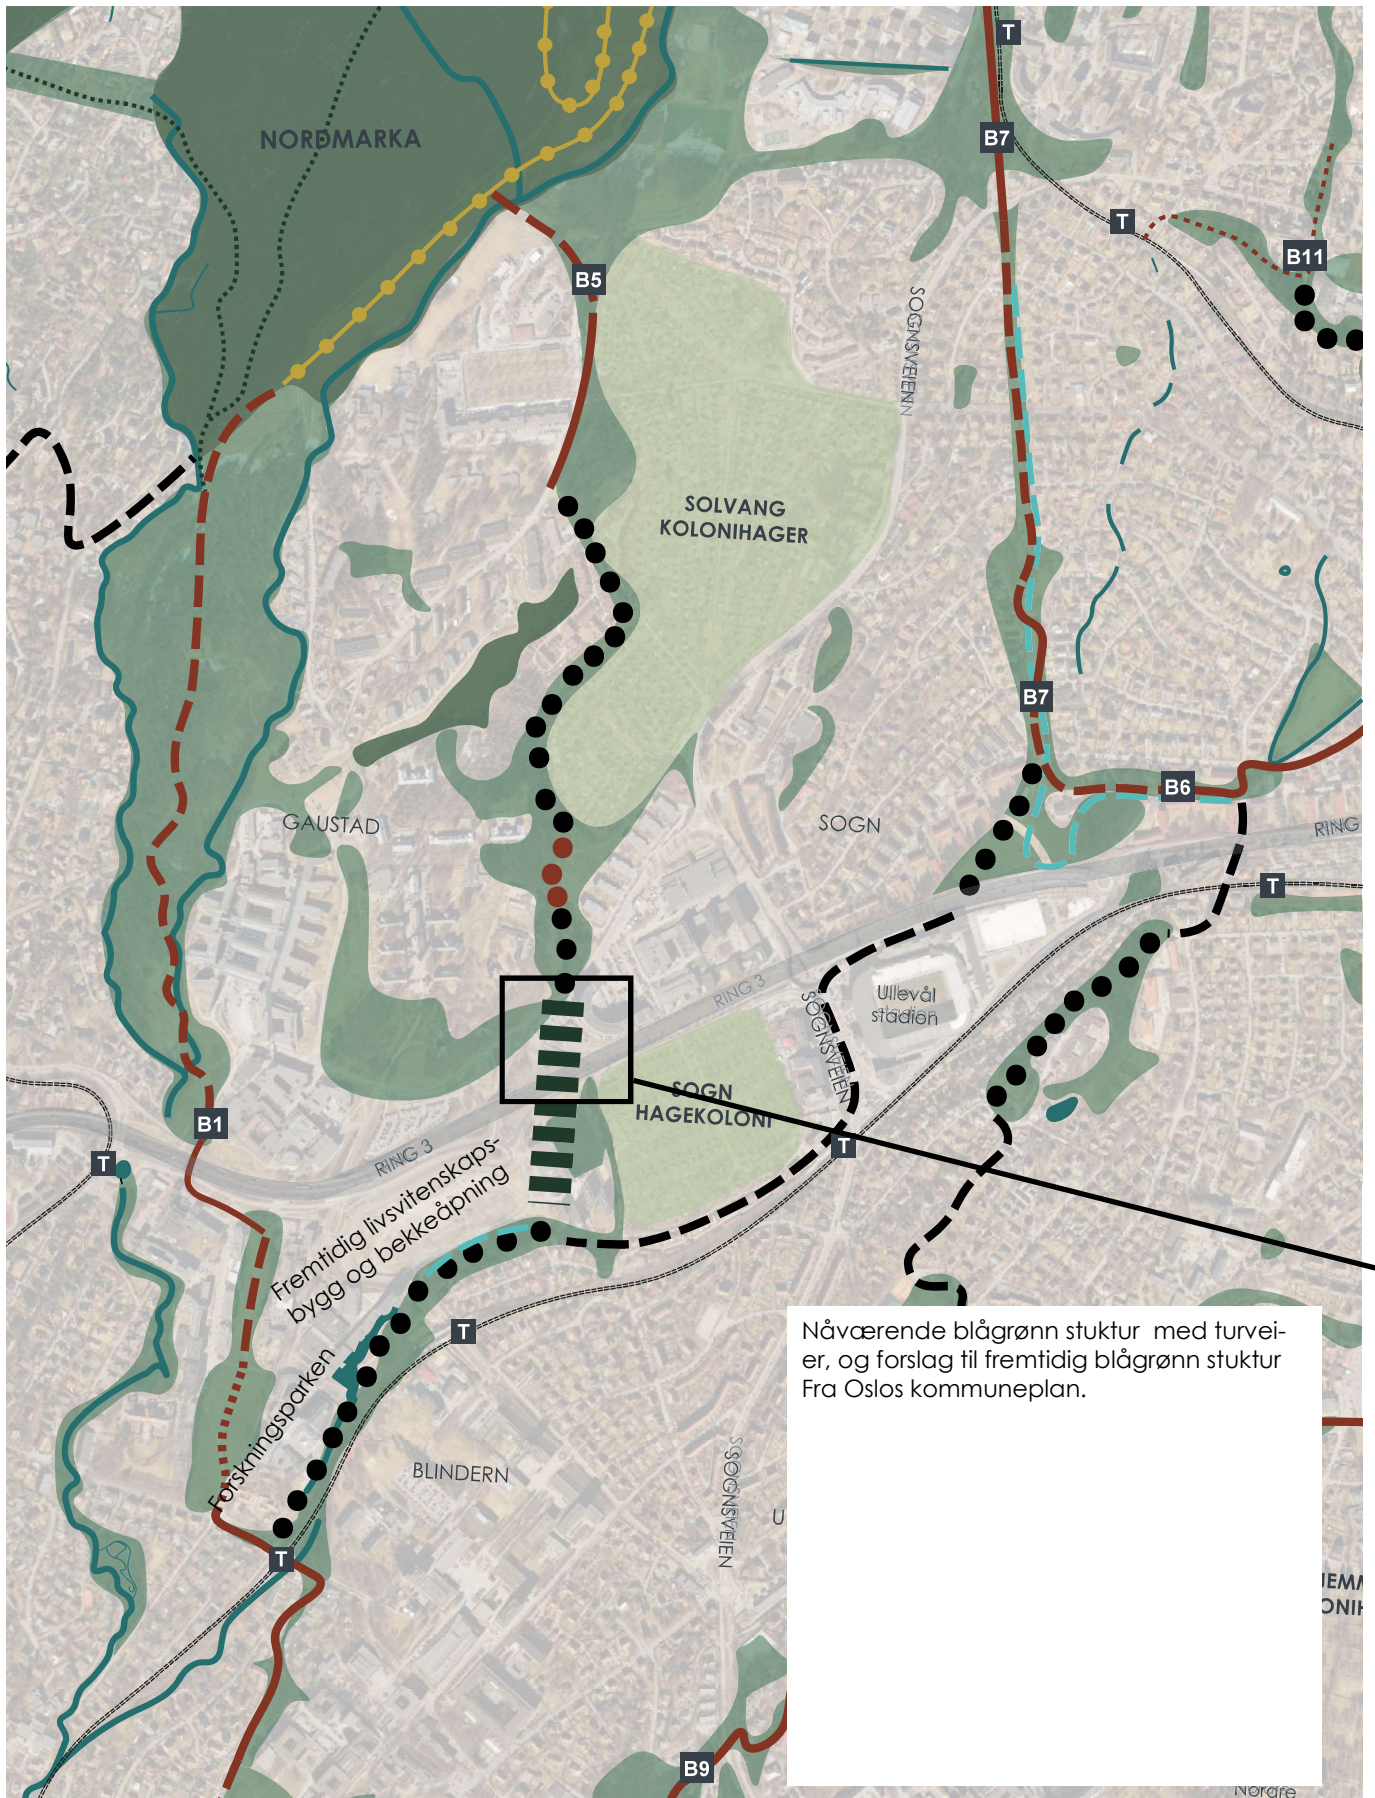 T
B7
NORDMARKA
T
B11
B5
SOGNSVEIEN
SOLVANG
KOLONIHAGER
B7
B6
GAUSTAD
SOGN
RING
T
RING 3
Ullevål
stadion
SOGNSVEIEN
SOGN
HAGEKOLONI
B1
T
T
RING 3
Fremtidig livsvitenskaps-
bygg og bekkeåpning
T
Nåværende blågrønn stuktur med turvei-
er, og forslag til fremtidig blågrønn stuktur
Fra Oslos kommuneplan.
Forskningsparken
BLINDERN
SOGNSVEIEN
U
T
B9
Nordre